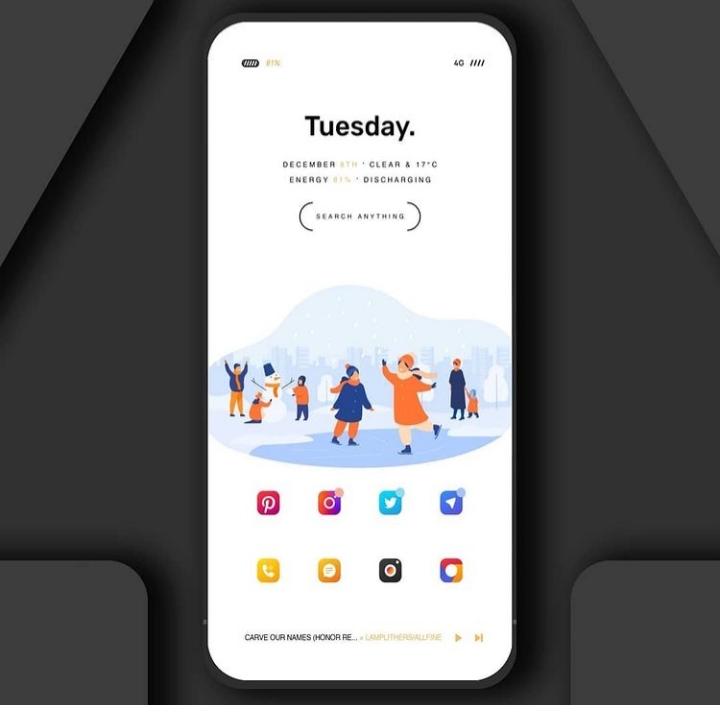 81%
4G
Tuesday.
DECEMBER 8TH ' CLEAR & 17°C
ENERGY 81% ' DISCHARGING
SEARCH ANYTHING
CARVE OUR NAMES (HONOR RE... » LAMPLITHERS/ALLFINE